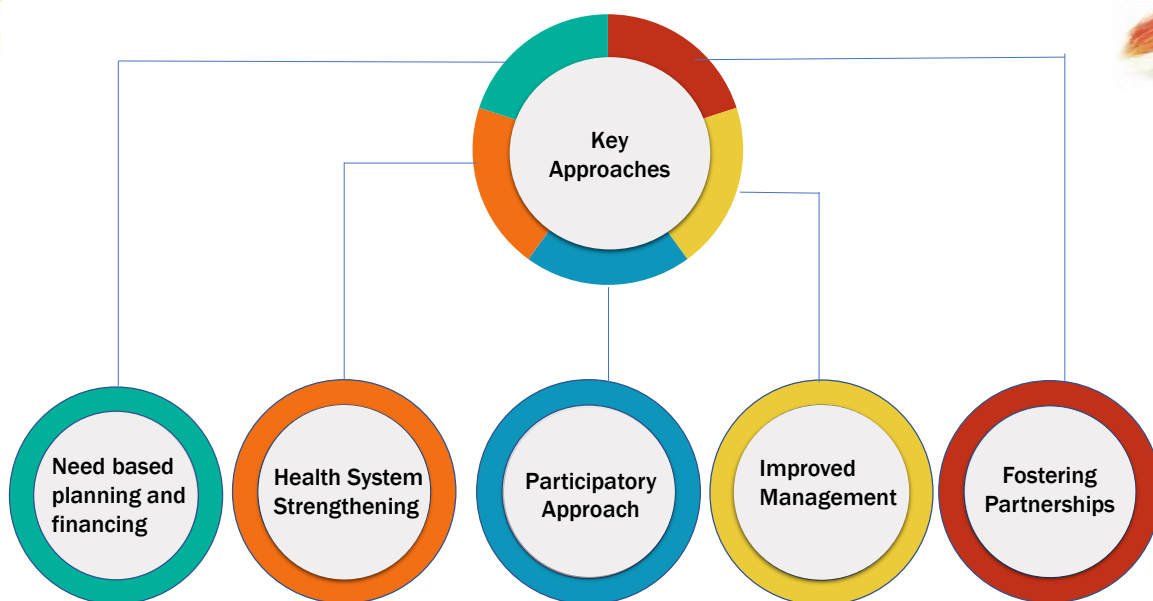 Key
Approaches
Need based
planning and
financing
Health System
Strengthening
Participatory
Approach
Improved
Management
Fostering
Partnerships